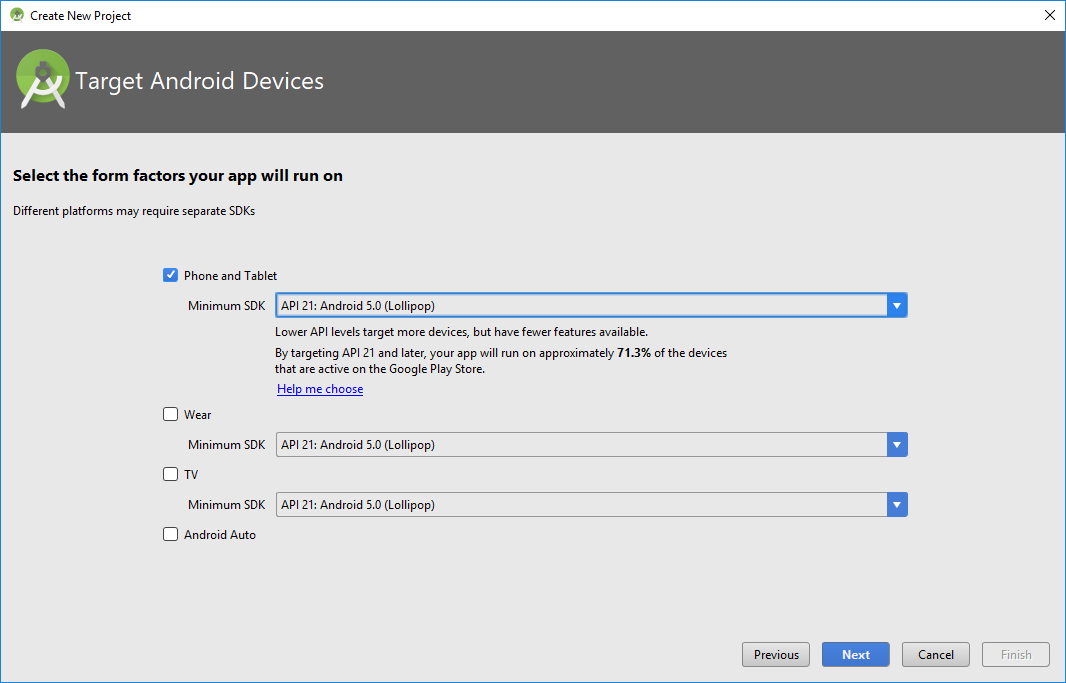 Create New Project
Target Android Devices
Select the form factors your app will run on
Different platforms may require separate SDKs
Phone and Tablet
Minimum SDK API 21: Android 5.0 (Lollipop)
Lower API levels target more devices, but have fewer features available.
By targeting API 21 and later, your app will run on approximately 71.3% of the devices
that are active on the Google Play Store.
Help me choose
Wear
Minimum SDK API 21: Android 5.0 (Lollipop)
TV
Minimum SDK API 21: Android 5.0 (Lollipop)
Android Auto
Previous Next Cancel Finish